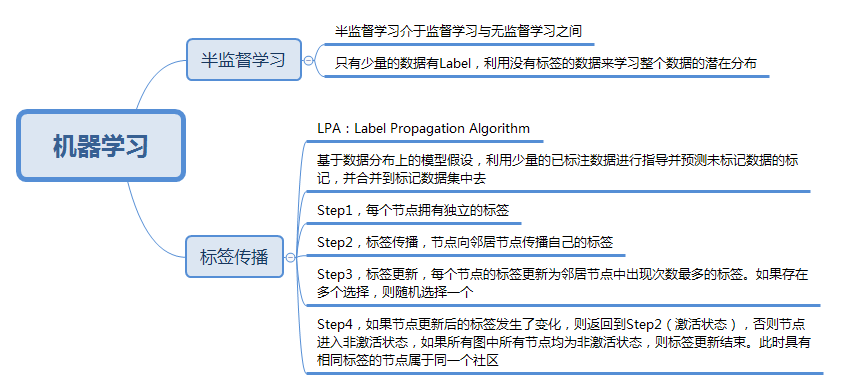 机器学习
半监督学习
半监督学习介于监督学习与无监督学习之间
只有少量的数据有Label，利用没有标签的数据来学习整个数据的潜在分布
标签传播
LPA：Label Propagation Algorithm
基于数据分布上的模型假设，利用少量的已标注数据进行指导并预测未标记数据的标
记，并合并到标记数据集中去
Step1，每个节点拥有独立的标签
Step2，标签传播，节点向邻居节点传播自己的标签
Step3，标签更新，每个节点的标签更新为邻居节点中出现次数最多的标签。如果存在
多个选择，则随机选择一个
Step4，如果节点更新后的标签发生了变化，则返回到Step2（激活状态），否则节点
进入非激活状态，如果所有图中所有节点均为非激活状态，则标签更新结束。此时具有
相同标签的节点属于同一个社区